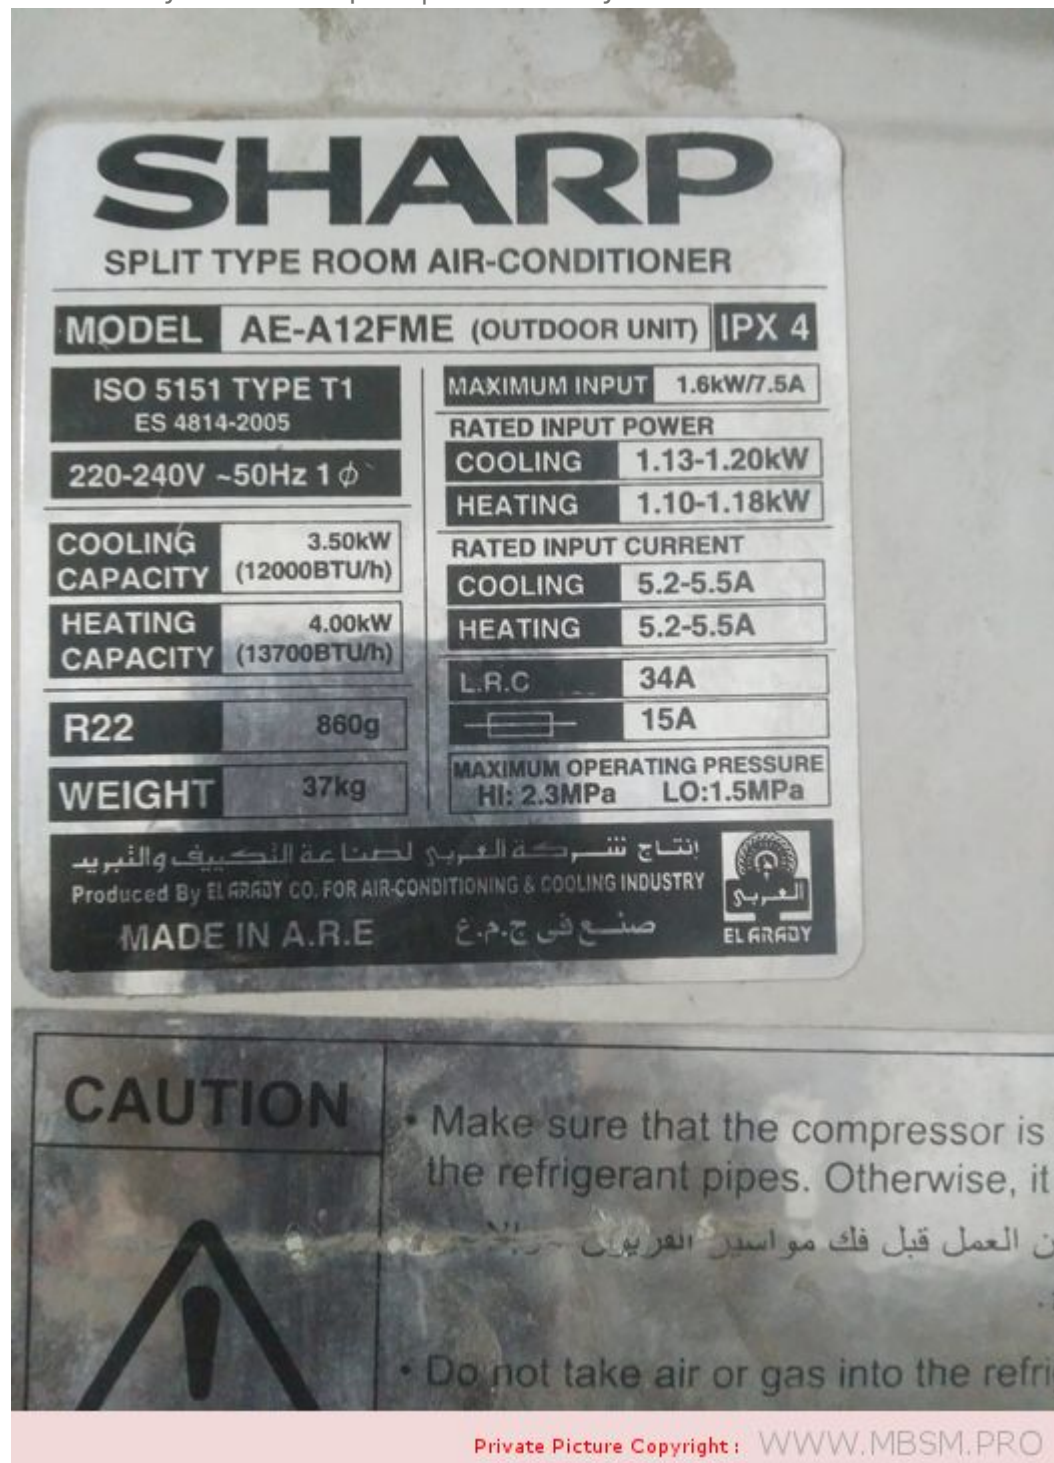 SHARP
SPLIT TYPE ROOM AIR-CONDITIONER
MODEL AE-A12FME (OUTDOOR UNIT) IPX 4
ISO 5151 TYPE T1
ES 4814-2005
220-240V ~50Hz 1 ϕ
COOLING CAPACITY 3.50kW
(12000BTU/h)
HEATING CAPACITY 4.00kW
(13700BTU/h)
R22 860g
WEIGHT 37kg
MAXIMUM INPUT 1.6kW/7.5A
RATED INPUT POWER
COOLING 1.13-1.20kW
HEATING 1.10-1.18kW
RATED INPUT CURRENT
COOLING 5.2-5.5A
HEATING 5.2-5.5A
L.R.C 34A
15A
MAXIMUM OPERATING PRESSURE
HI: 2.3MPa LO:1.5MPa
إنتاج شركة العربى لصناعة التكييف والتبريد
Produced By EL ARABY CO. FOR AIR-CONDITIONING & COOLING INDUSTRY
MADE IN A.R.E صنع فى ج.م.ع
العربى
EL ARABY
CAUTION
• Make sure that the compressor is
the refrigerant pipes. Otherwise, it
ن العمل قبل فك مواسير الفريون
• Do not take air or gas into the refri
Private Picture Copyright : WWW.MBSM.PRO